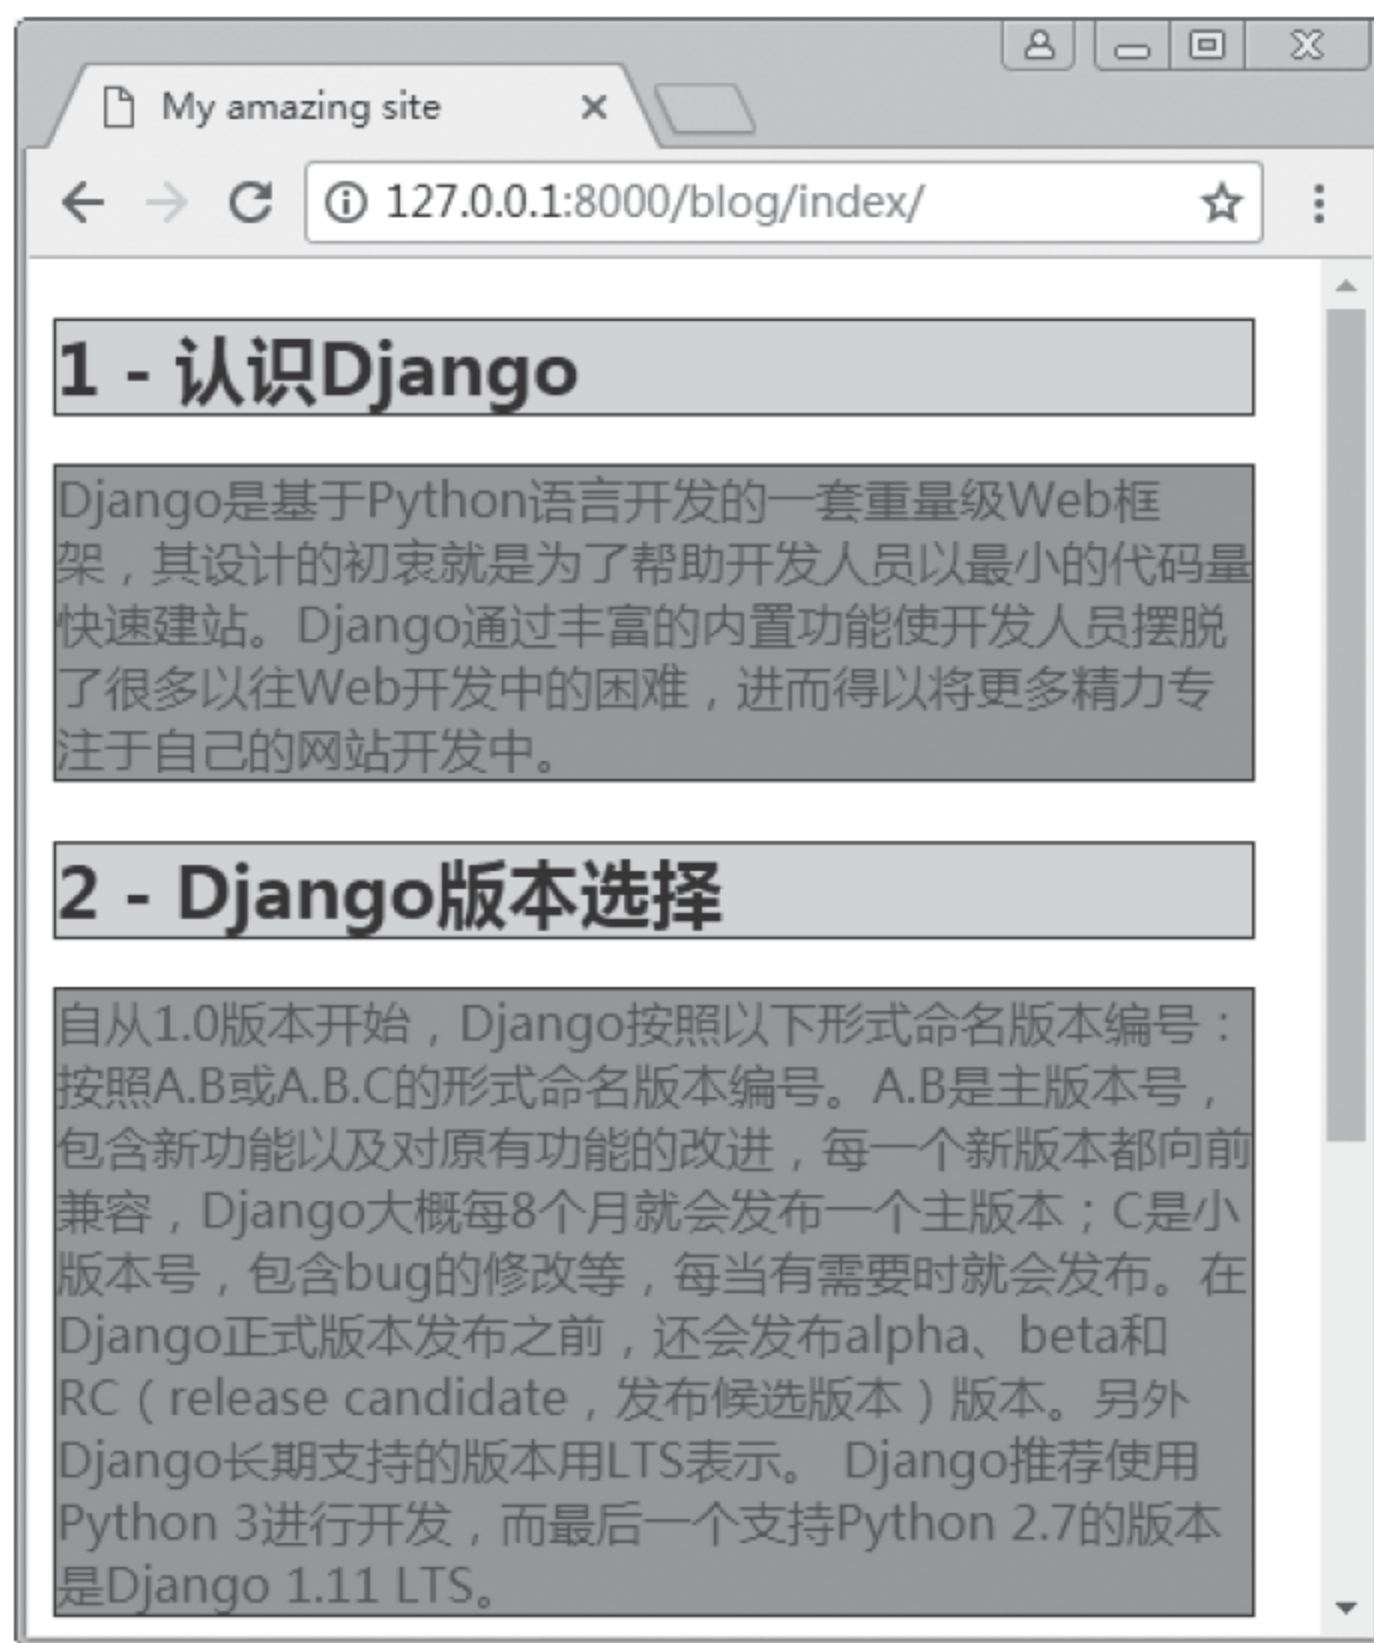 My amazing site
127.0.0.1:8000/blog/index/
1 - 认识Django
Django是基于Python语言开发的一套重量级Web框
架，其设计的初衷就是为了帮助开发人员以最小的代码量
快速建站。Django通过丰富的内置功能使开发人员摆脱
了很多以往Web开发中的困难，进而得以将更多精力专
注于自己的网站开发中。
2 - Django版本选择
自从1.0版本开始，Django按照以下形式命名版本编号：
按照A.B或A.B.C的形式命名版本编号。A.B是主版本号，
包含新功能以及对原有功能的改进，每一个新版本都向前
兼容，Django大概每8个月就会发布一个主版本；C是小
版本号，包含bug的修改等，每当有需要时就会发布。在
Django正式版本发布之前，还会发布alpha、beta和
RC（release candidate，发布候选版本）版本。另外
Django长期支持的版本用LTS表示。 Django推荐使用
Python 3进行开发，而最后一个支持Python 2.7的版本
是Django 1.11 LTS。